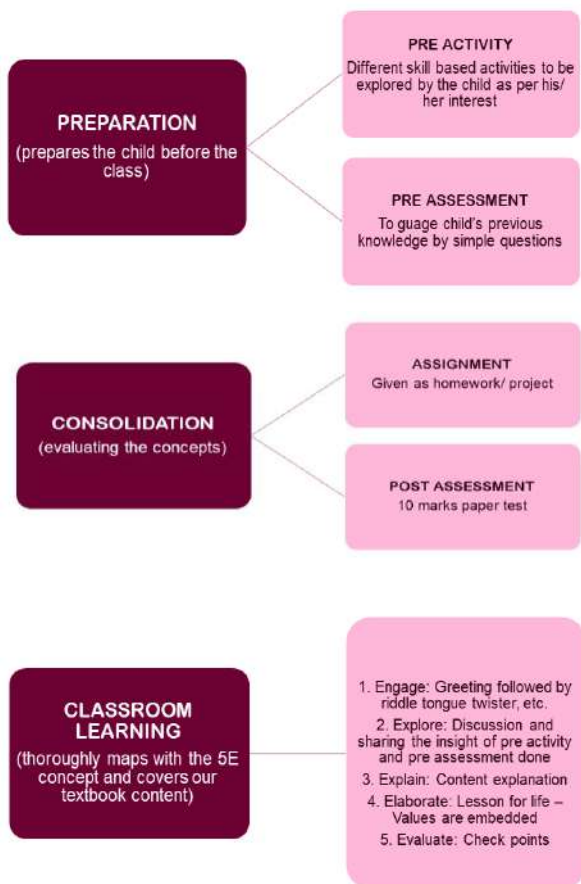 PREPARATION
(prepares the child before the
class)
PRE ACTIVITY
Different skill based activities to be
explored by the child as per his/
her interest
PRE ASSESSMENT
To guage child's previous
knowledge by simple questions
CONSOLIDATION
(evaluating the concepts)
ASSIGNMENT
Given as homework/ project
POST ASSESSMENT
10 marks paper test
CLASSROOM
LEARNING
(thoroughly maps with the 5E
concept and covers our
textbook content)
1. Engage: Greeting followed by
riddle tongue twister, etc.
2. Explore: Discussion and
sharing the insight of pre activity
and pre assessment done
3. Explain: Content explanation
4. Elaborate: Lesson for life –
Values are embedded
5. Evaluate: Check points